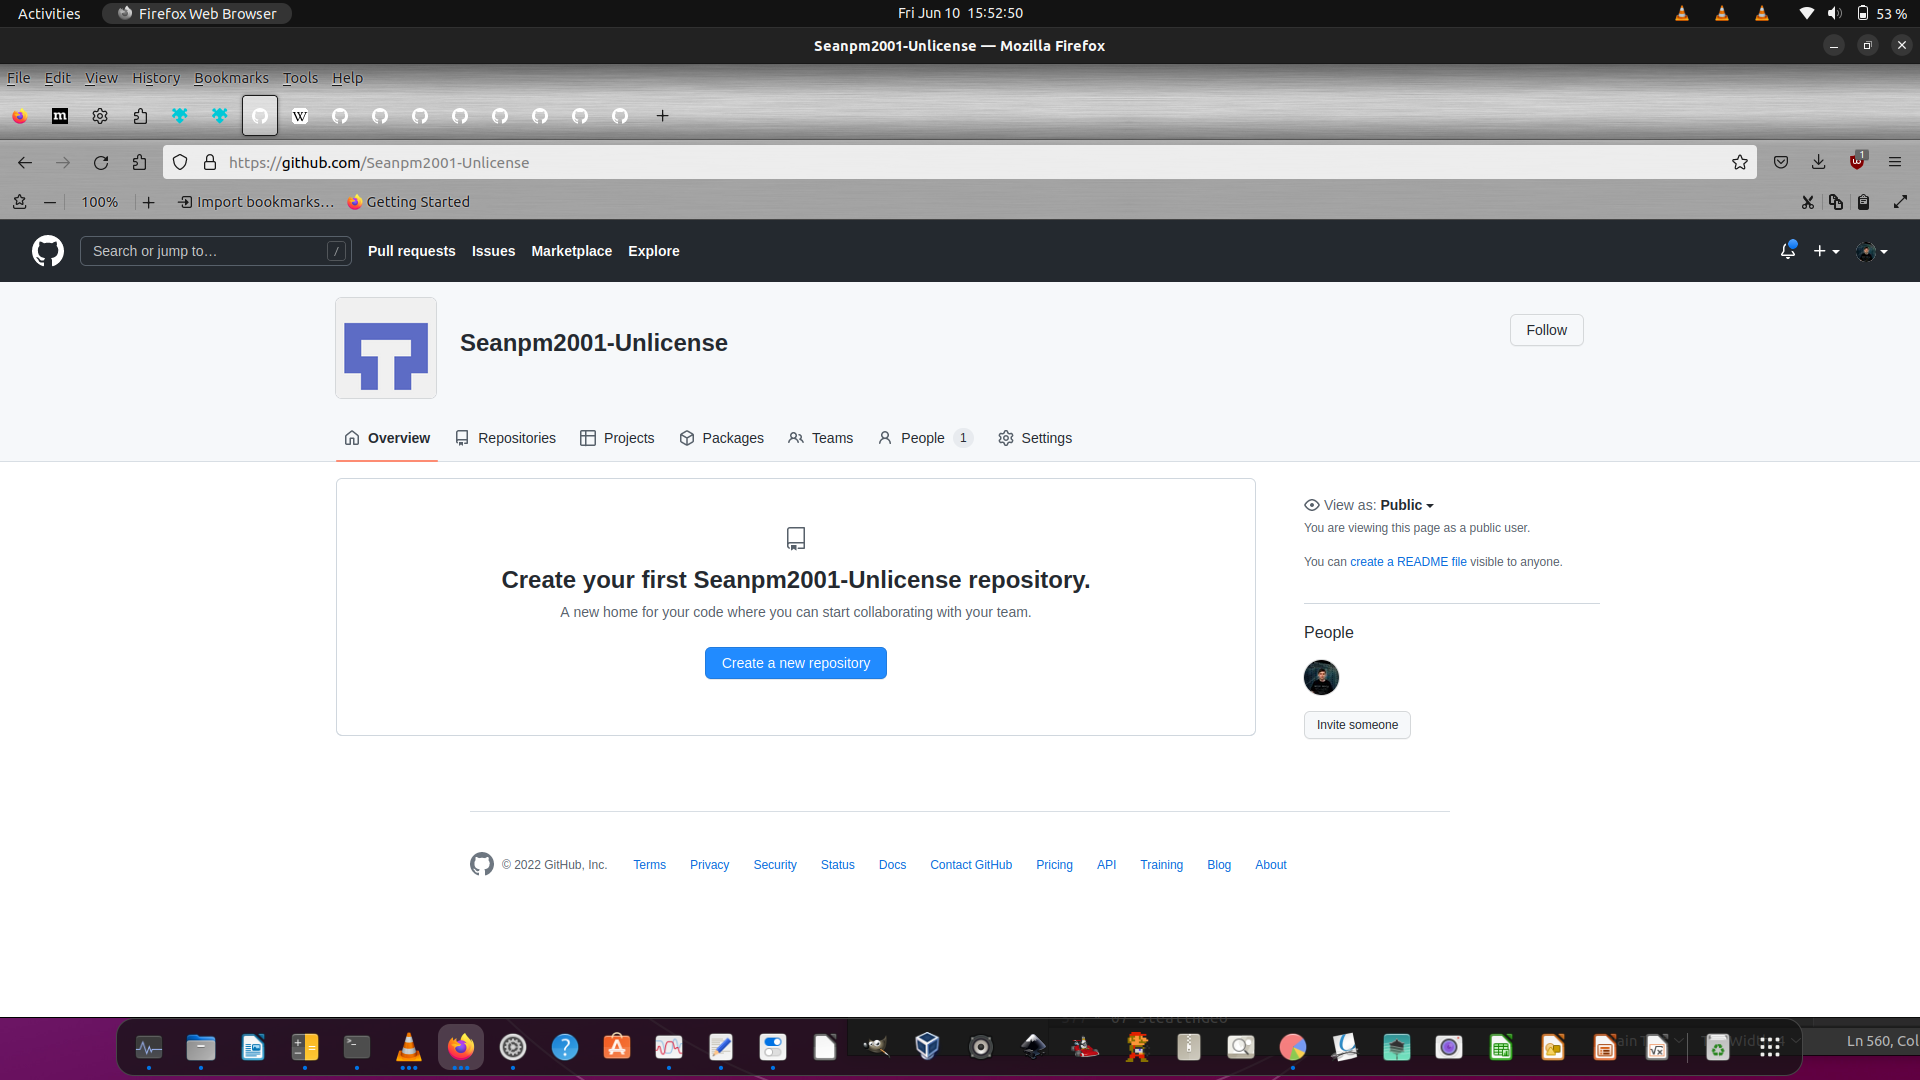 Activities Firefox Web Browser Fri Jun 10 15:52:50 53 %
Seanpm2001-Unlicense — Mozilla Firefox
File Edit View History Bookmarks Tools Help
https://github.com/Seanpm2001-Unlicense 1
100% Import bookmarks… Getting Started
Search or jump to… / Pull requests Issues Marketplace Explore
Seanpm2001-Unlicense
Follow
Overview Repositories Projects Packages Teams People 1 Settings
Create your first Seanpm2001-Unlicense repository.
A new home for your code where you can start collaborating with your team.
Create a new repository
View as: Public
You are viewing this page as a public user.
You can create a README file visible to anyone.
People
Invite someone
© 2022 GitHub, Inc. Terms Privacy Security Status Docs Contact GitHub Pricing API Training Blog About
Ln 560, Col